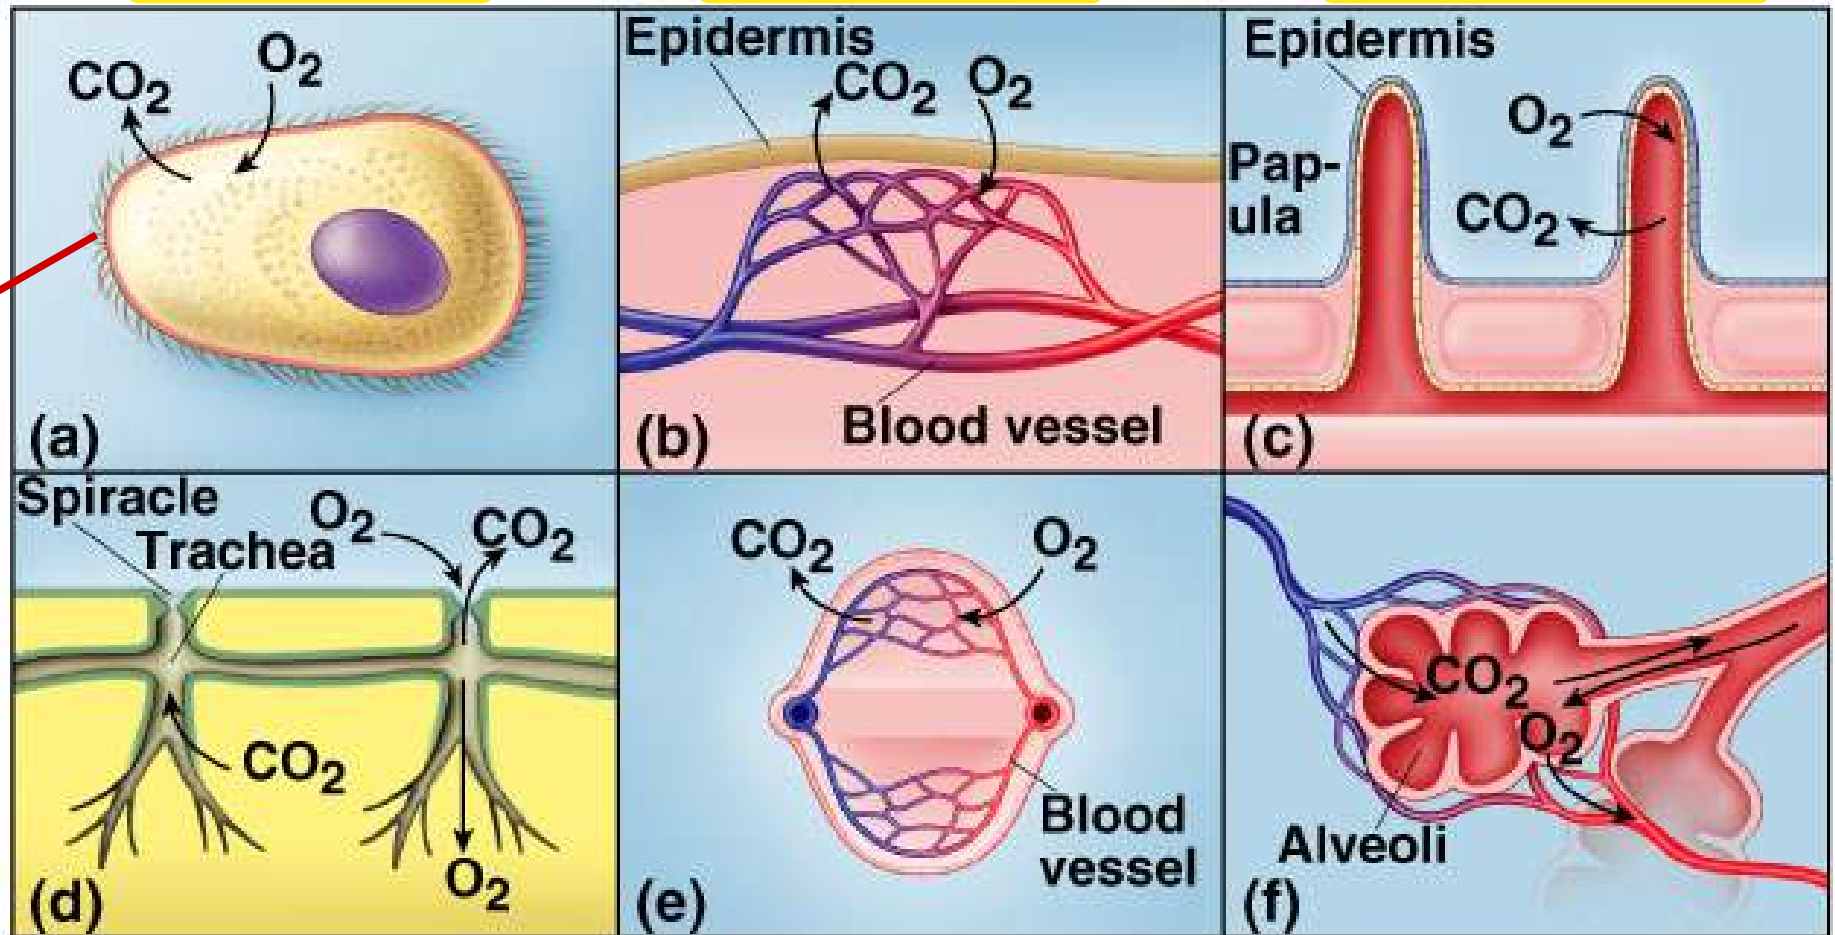 CO2
O2
(a)
Epidermis
CO2 O2
Blood vessel
(b)
Epidermis
O2
Pap-
ula
CO2
(c)
Spiracle
Trachea
O2
CO2
CO2
O2
(d)
CO2
O2
Blood
vessel
(e)
CO2
O2
Alveoli
(f)